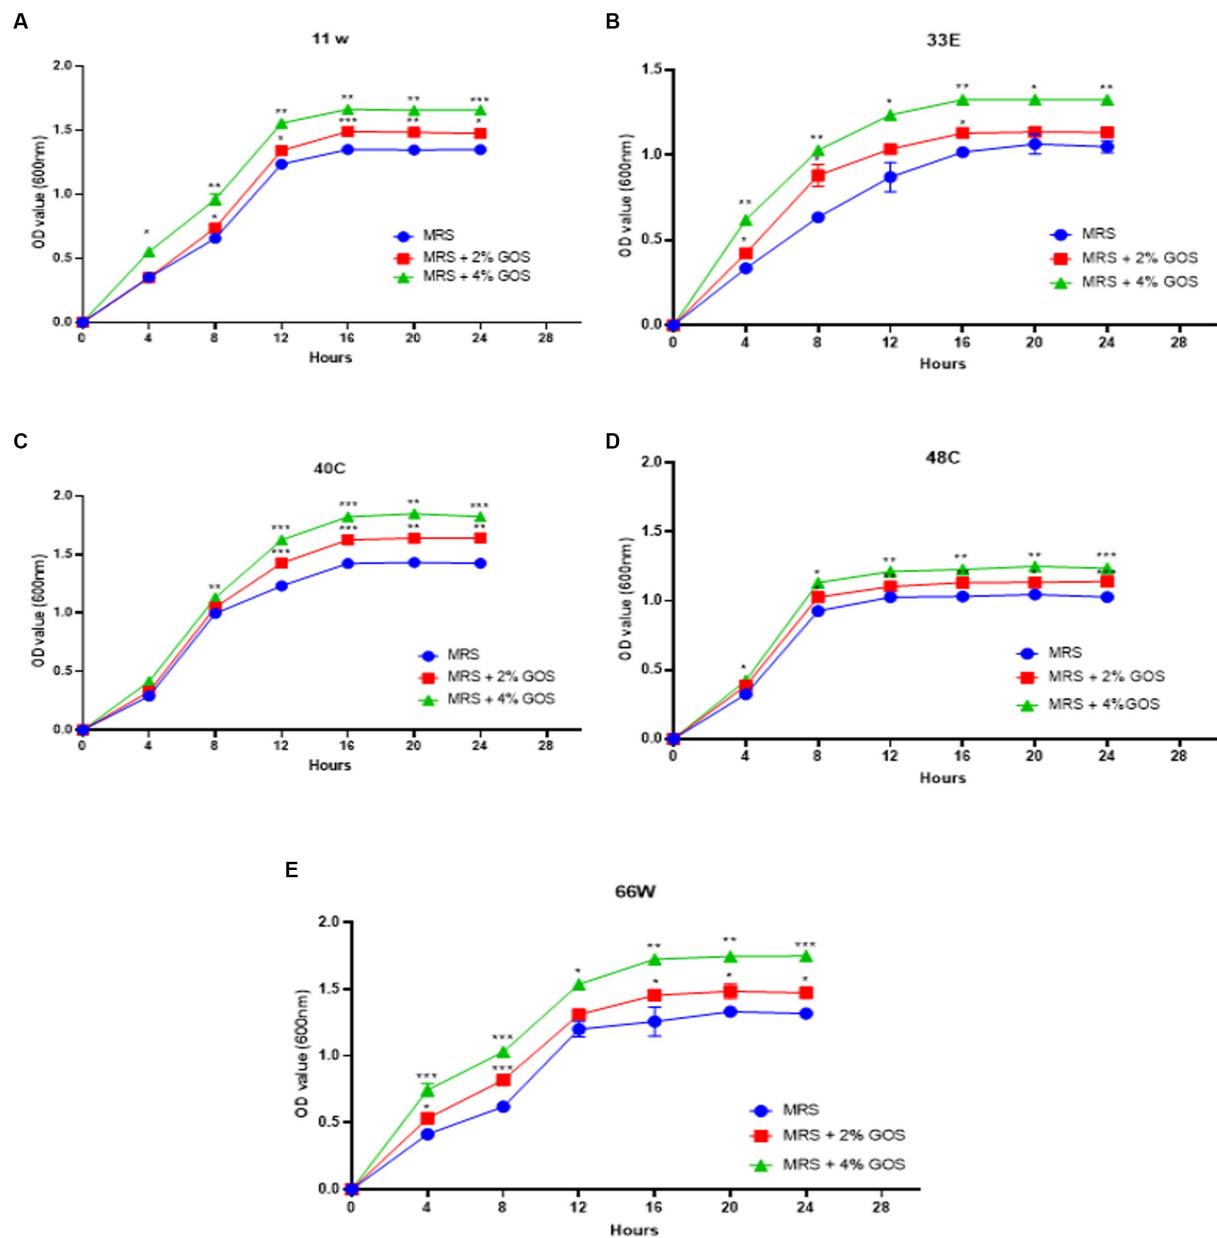 A
11 w
2.0
1.5
1.0
0.5
0.0
OD value (600nm)
* ** ** ** ** ***
* * *** ** *
MRS
MRS + 2% GOS
MRS + 4% GOS
0 4 8 12 16 20 24 28
Hours
B
33E
1.5
1.0
0.5
0.0
OD value (600nm)
** ** * ** * **
* * *
MRS
MRS + 2% GOS
MRS + 4% GOS
0 4 8 12 16 20 24 28
Hours
C
40C
2.0
1.5
1.0
0.5
0.0
OD value (600nm)
** *** *** ** ***
*** *** ** **
MRS
MRS + 2% GOS
MRS + 4% GOS
0 4 8 12 16 20 24 28
Hours
D
48C
2.0
1.5
1.0
0.5
0.0
OD value (600nm)
* * ** ** ** ***
MRS
MRS + 2% GOS
MRS + 4%GOS
0 4 8 12 16 20 24 28
Hours
E
66W
2.0
1.5
1.0
0.5
0.0
OD value (600nm)
*** *** * ** ** ***
* *** * * *
MRS
MRS + 2% GOS
MRS + 4% GOS
0 4 8 12 16 20 24 28
Hours